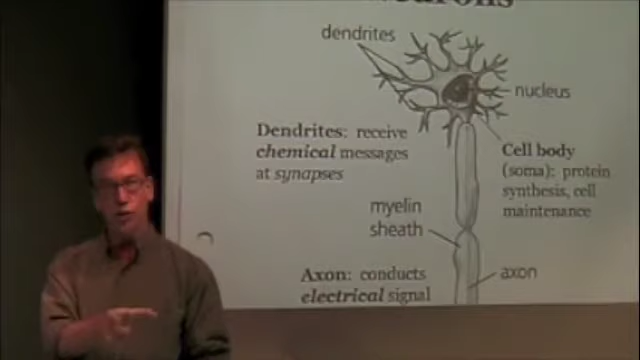 Neurons
dendrites
nucleus
Dendrites: receive
chemical messages
at synapses
Cell body
(soma): protein
synthesis, cell
maintenance
myelin
sheath
Axon: conducts
electrical signal
axon